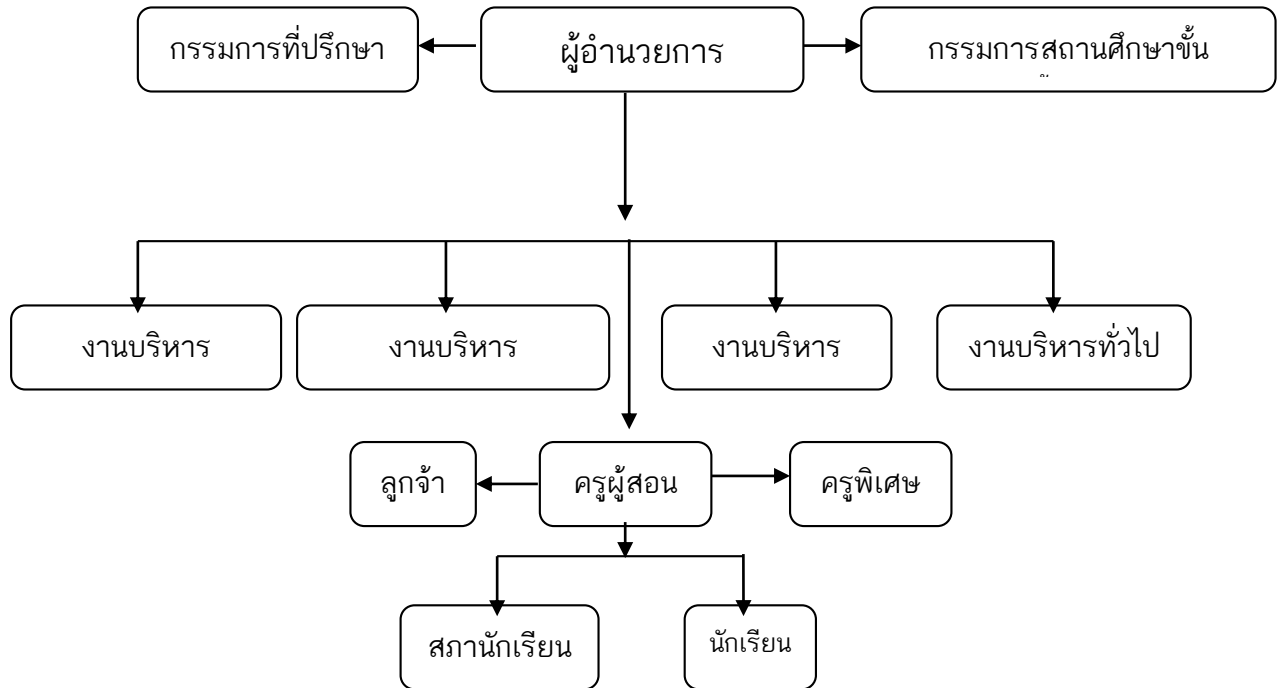 กรรมการที่ปรึกษา
ผู้อำนวยการ
กรรมการสถานศึกษาขั้น
งานบริหาร
งานบริหาร
งานบริหาร
งานบริหารทั่วไป
ลูกจ้า
ครูผู้สอน
ครูพิเศษ
สภานักเรียน
นักเรียน